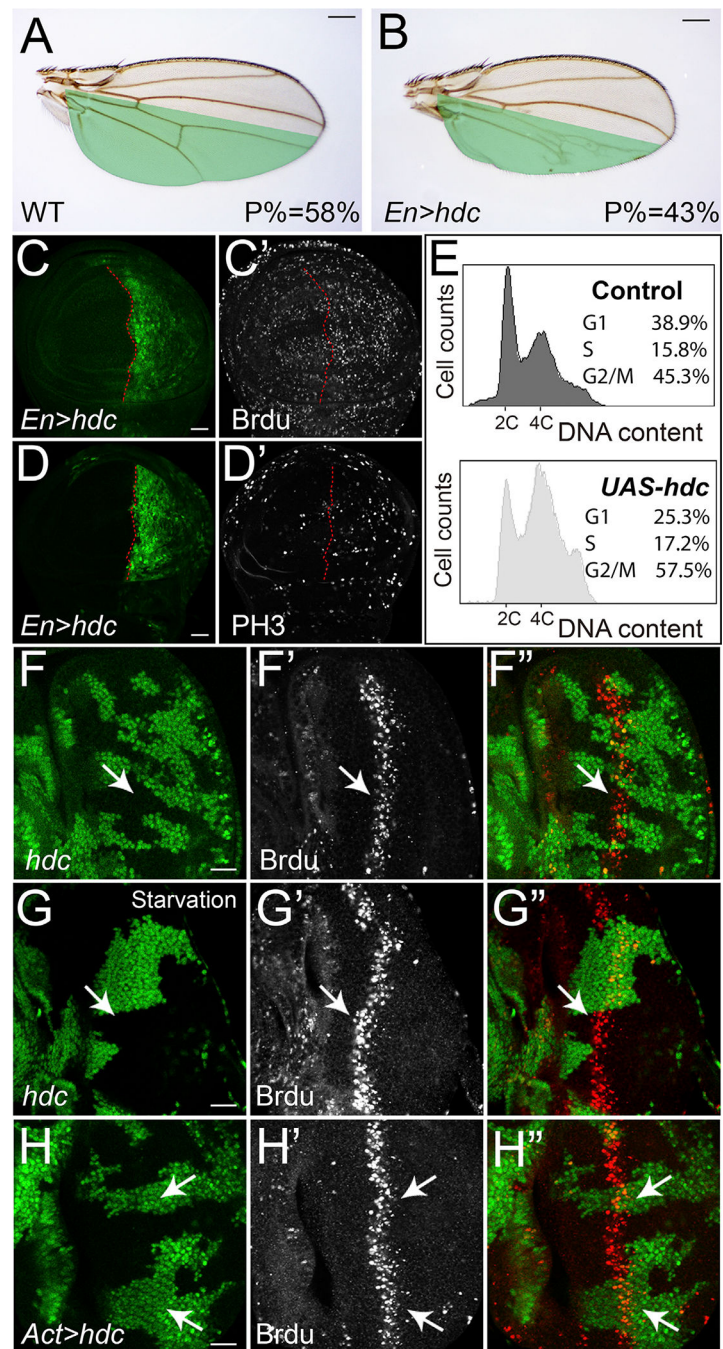 A
B
WT
P%=58%
En>hdc
P%=43%
C
C'
En>hdc
Brdu
D
D'
En>hdc
PH3
E
Cell counts
Control
G1 38.9%
S 15.8%
G2/M 45.3%
2C 4C DNA content
Cell counts
UAS-hdc
G1 25.3%
S 17.2%
G2/M 57.5%
2C 4C DNA content
F
F'
F"
hdc
Brdu
G
Starvation
G'
G"
hdc
Brdu
H
H'
H"
Act>hdc
Brdu